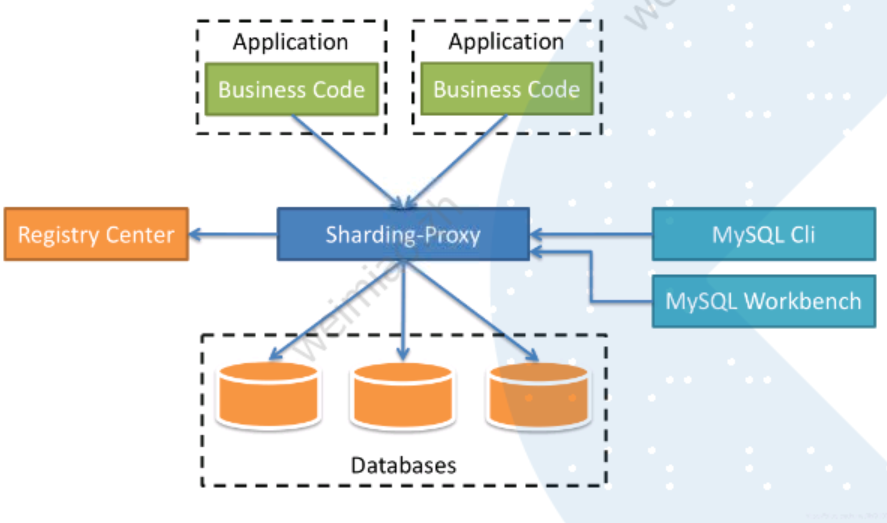 Application
Application
Business Code
Business Code
Registry Center
Sharding-Proxy
MySQL Cli
MySQL Workbench
Databases